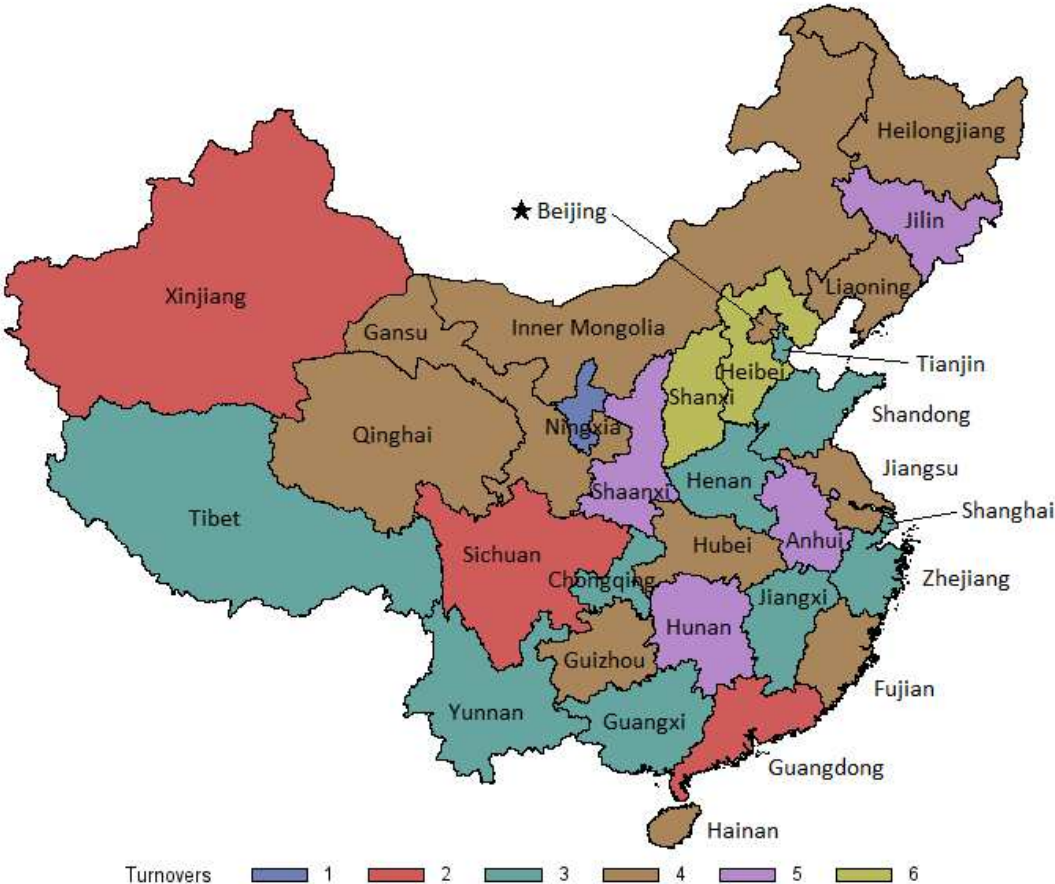 Heilongjiang
★ Beijing
Jilin
Xinjiang
Liaoning
Gansu
Inner Mongolia
Tianjin
Heibei
Shanxi
Shandong
Ningxia
Qinghai
Jiangsu
Henan
Shaanxi
Shanghai
Tibet
Anhui
Hubei
Sichuan
Zhejiang
Chongqing
Jiangxi
Hunan
Guizhou
Fujian
Yunnan
Guangxi
Guangdong
Hainan
Turnovers 1 2 3 4 5 6